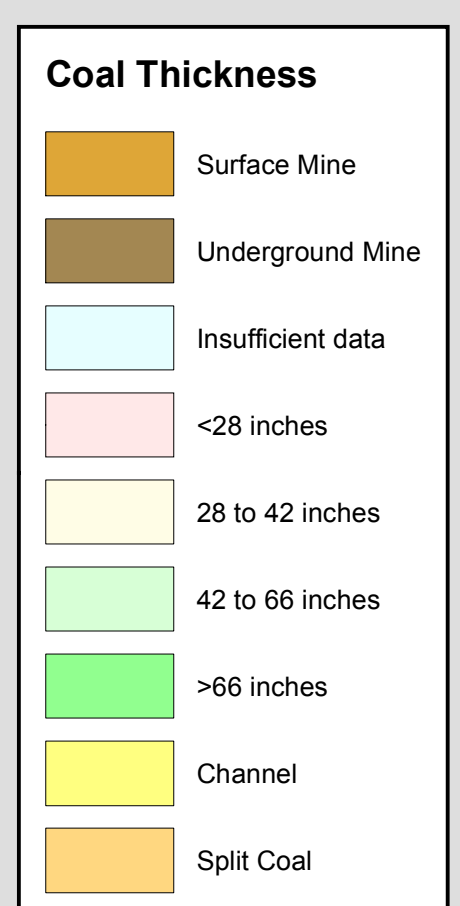 Coal Thickness
Surface Mine
Underground Mine
Insufficient data
<28 inches
28 to 42 inches
42 to 66 inches
>66 inches
Channel
Split Coal